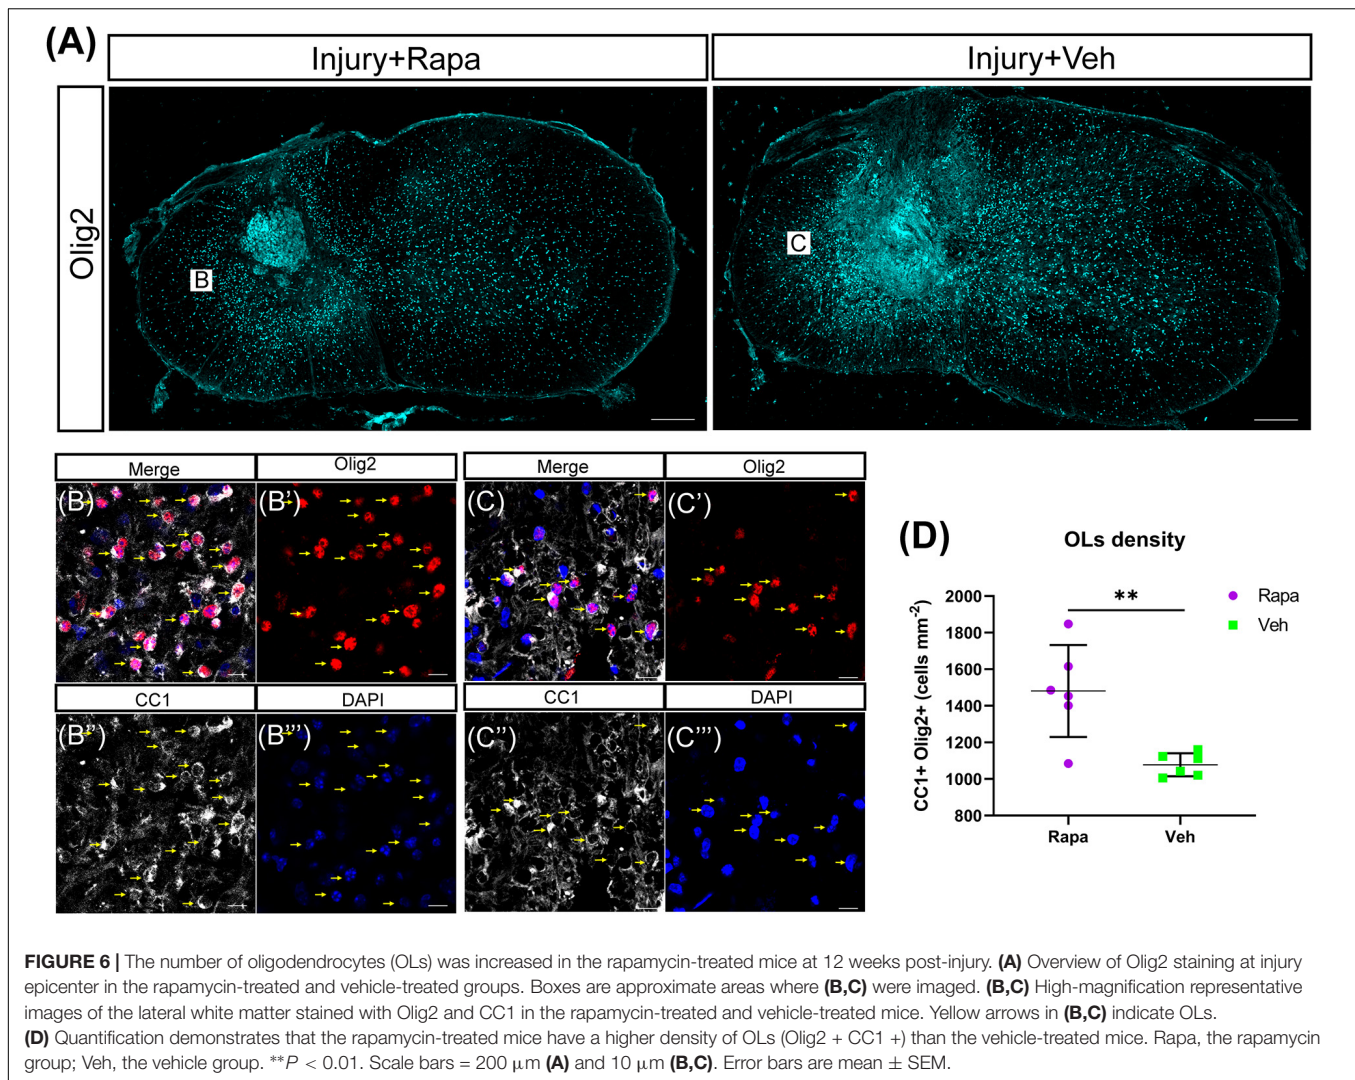 (A)
Injury+Rapa
Injury+Veh
Olig2
B
C
Merge
Olig2
Merge
Olig2
(B)
(B')
(C)
(C')
CC1
DAPI
CC1
DAPI
(B'')
(B''')
(C'')
(C''')
(D)
OLs density
CC1+ Olig2+ (cells mm-2)
2000
1800
1600
1400
1200
1000
800
**
Rapa
Veh
Rapa
Veh
FIGURE 6 | The number of oligodendrocytes (OLs) was increased in the rapamycin-treated mice at 12 weeks post-injury. (A) Overview of Olig2 staining at injury
epicenter in the rapamycin-treated and vehicle-treated groups. Boxes are approximate areas where (B,C) were imaged. (B,C) High-magnification representative
images of the lateral white matter stained with Olig2 and CC1 in the rapamycin-treated and vehicle-treated mice. Yellow arrows in (B,C) indicate OLs.
(D) Quantification demonstrates that the rapamycin-treated mice have a higher density of OLs (Olig2 + CC1 +) than the vehicle-treated mice. Rapa, the rapamycin
group; Veh, the vehicle group. **P < 0.01. Scale bars = 200 μm (A) and 10 μm (B,C). Error bars are mean ± SEM.